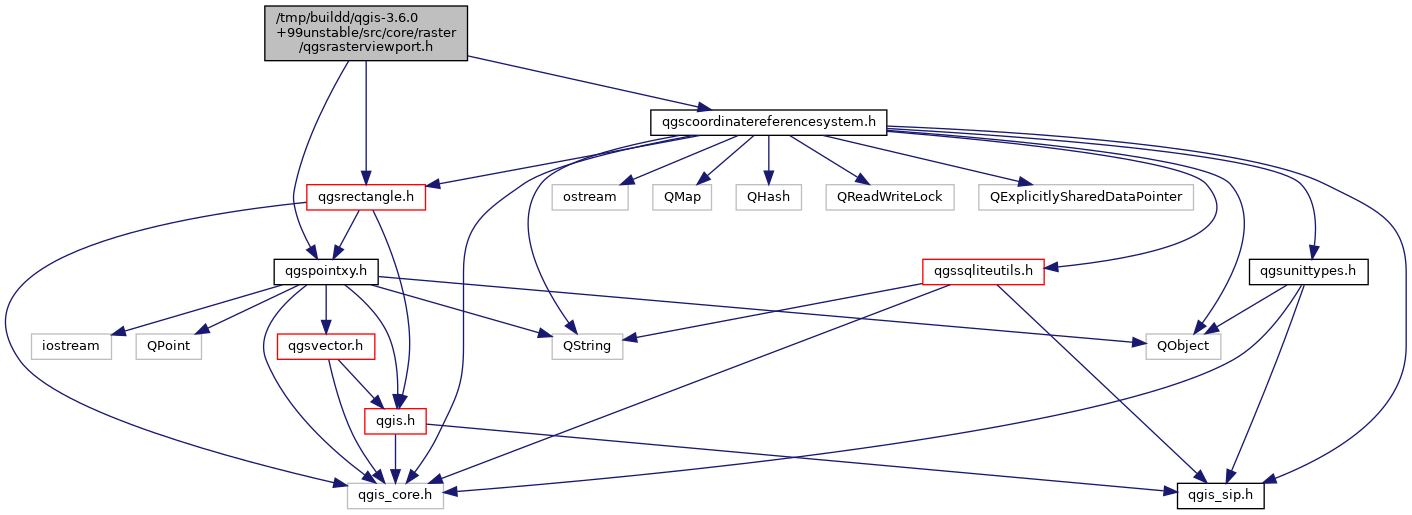 /tmp/buildd/qgis-3.6.0
+99unstable/src/core/raster
/qgsrasterviewport.h
qgscoordinatereferencesystem.h
qgsrectangle.h
ostream
QMap
QHash
QReadWriteLock
QExplicitlySharedDataPointer
qgspointxy.h
qgssqliteutils.h
qgsunittypes.h
iostream
QPoint
qgsvector.h
QString
QObject
qgis.h
qgis_core.h
qgis_sip.h